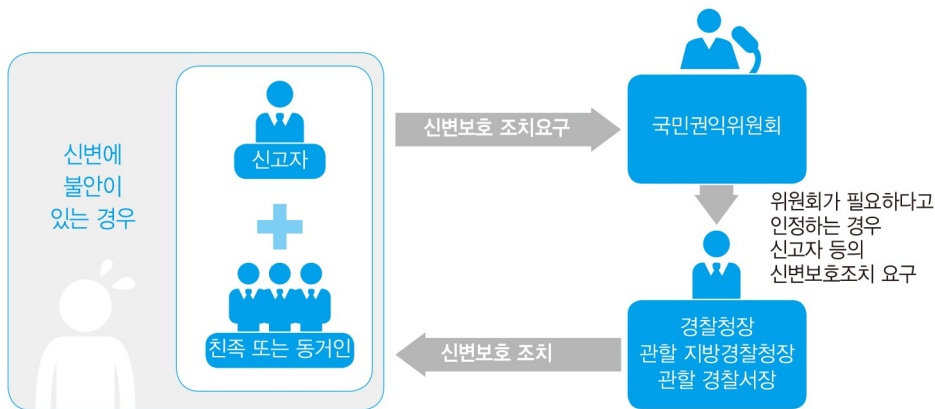 신변에
불안이
있는 경우
신고자
친족 또는 동거인
신변보호 조치요구
국민권익위원회
위원회가 필요하다고
인정하는 경우
신고자 등의
신변보호조치 요구
경찰청장
관할 지방경찰청장
관할 경찰서장
신변보호 조치